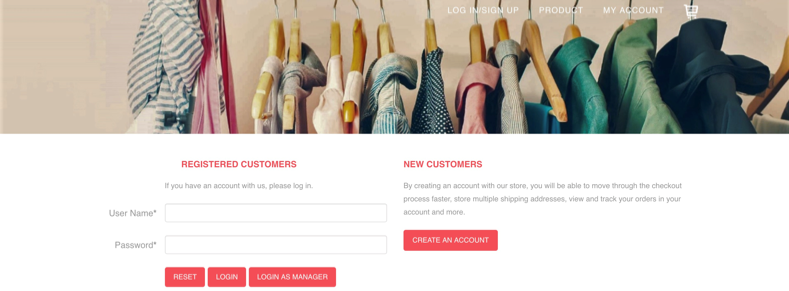 LOG IN/SIGN UP PRODUCT MY ACCOUNT
REGISTERED CUSTOMERS
If you have an account with us, please log in.
User Name*
Password*
RESET LOGIN LOGIN AS MANAGER
NEW CUSTOMERS
By creating an account with our store, you will be able to move through the checkout
process faster, store multiple shipping addresses, view and track your orders in your
account and more.
CREATE AN ACCOUNT